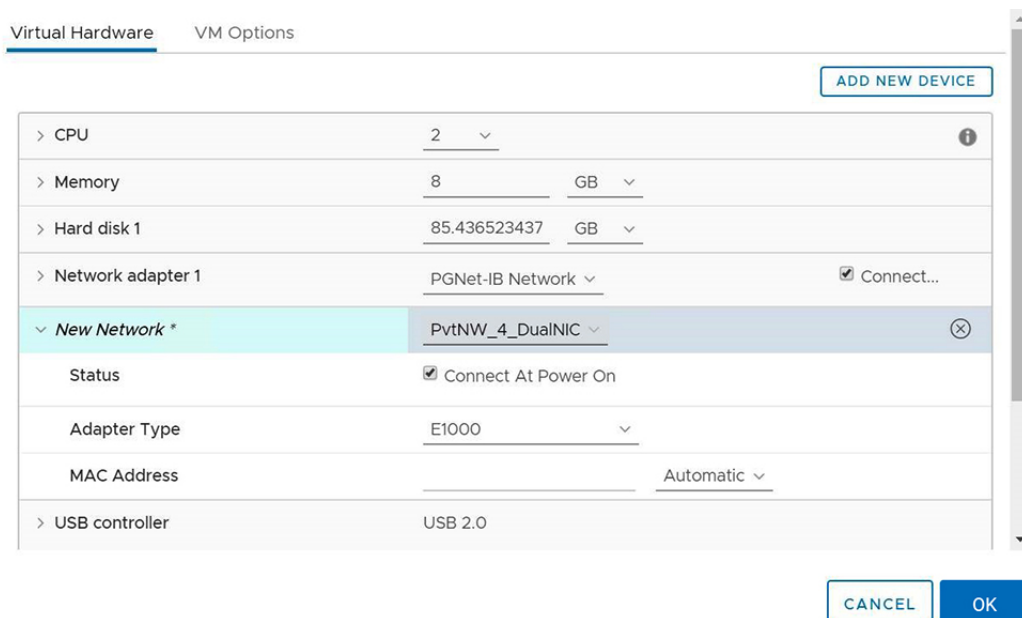 Virtual Hardware VM Options
ADD NEW DEVICE
CPU 2
Memory 8 GB
Hard disk 1 85.436523437 GB
Network adapter 1 PGNet-IB Network Connect...
New Network * PvtNW_4_DualNIC
Status Connect At Power On
Adapter Type E1000
MAC Address Automatic
USB controller USB 2.0
CANCEL OK